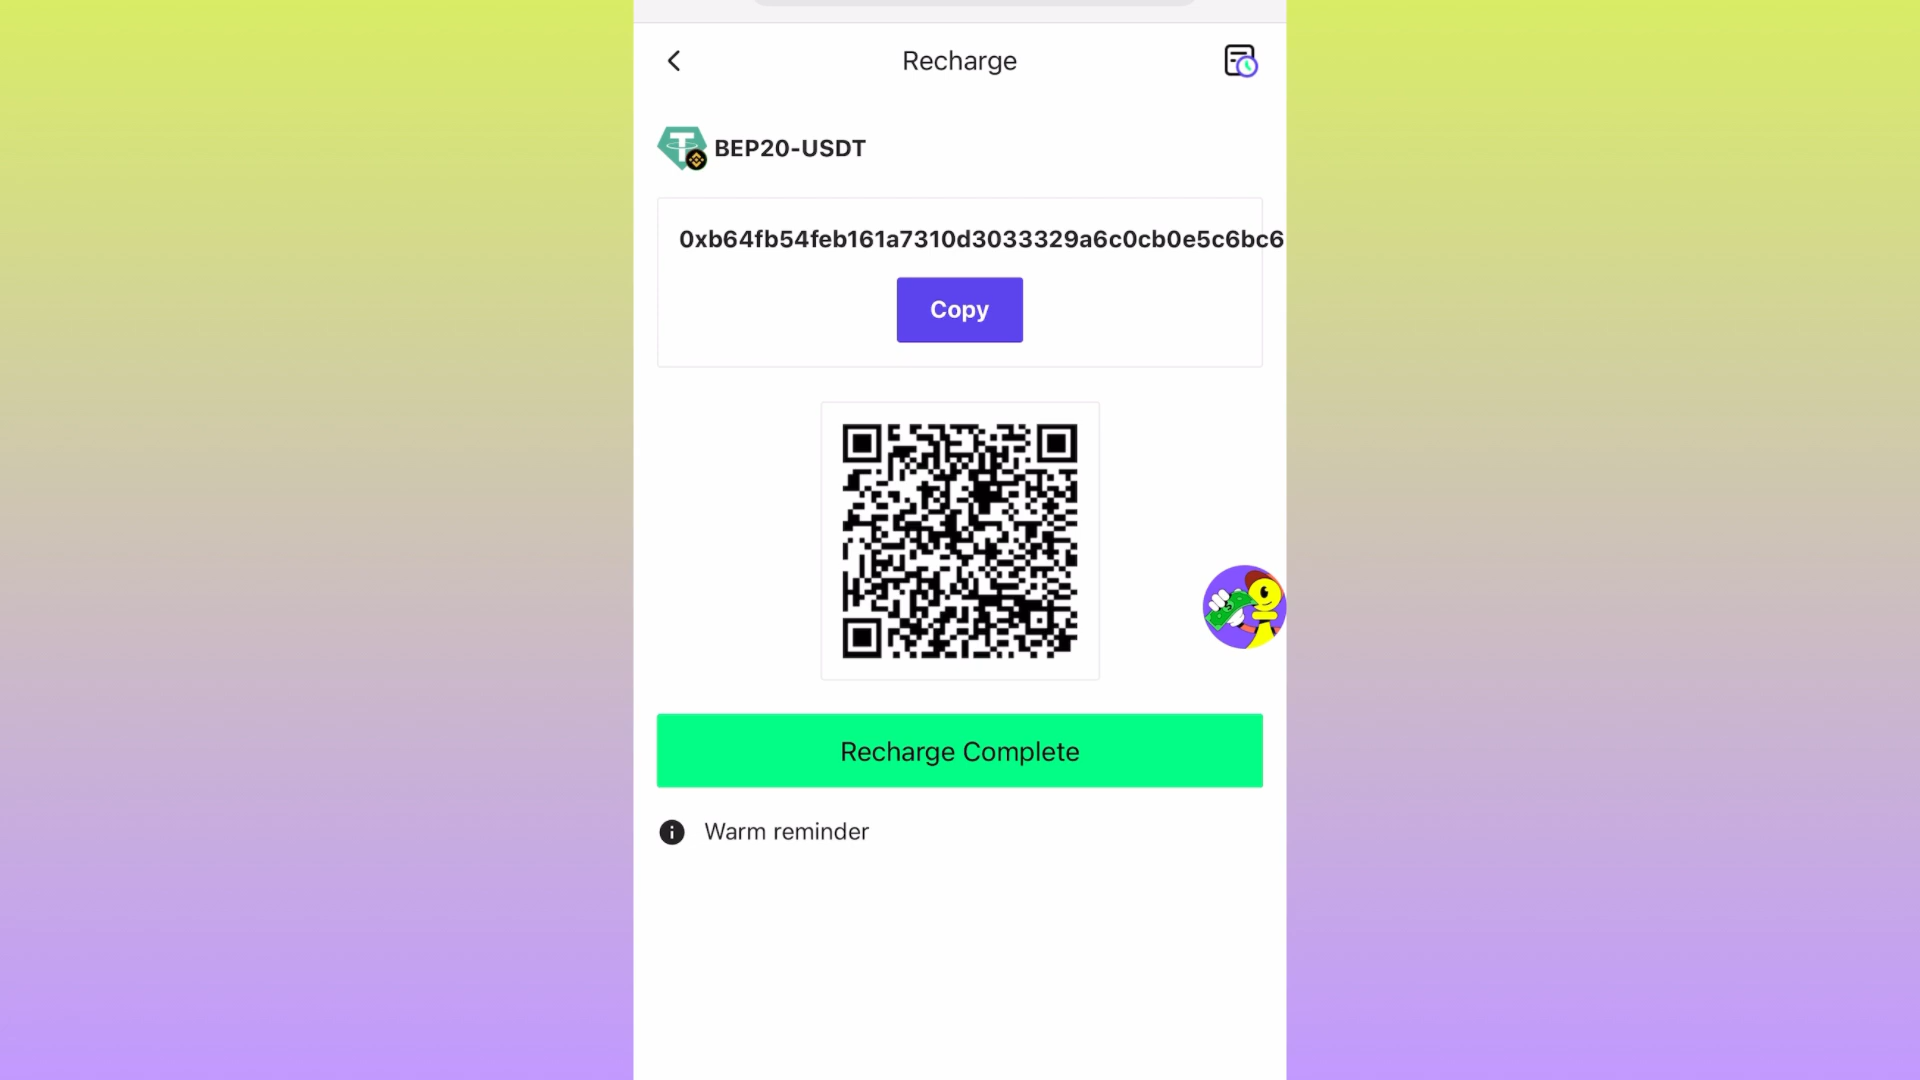 Recharge
BEP20-USDT
0xb64fb54feb161a7310d3033329a6c0cb0e5c6bc6
Copy
Recharge Complete
Warm reminder